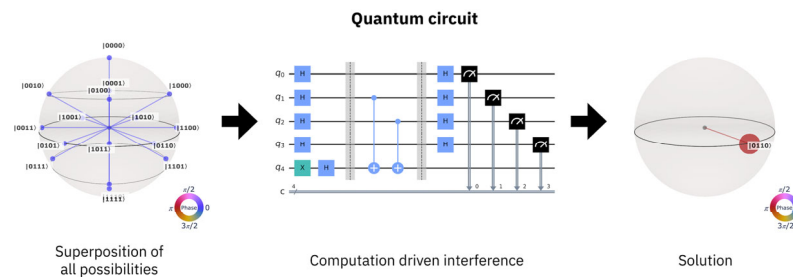 Quantum circuit
|0000⟩
|0001⟩
|0010⟩
|0100⟩
|1000⟩
|1001⟩
|1010⟩
|0011⟩
|1100⟩
|0101⟩
|1011⟩
|0110⟩
|0111⟩
|1101⟩
|1111⟩
π/2
π
Phase
0
3π/2
Superposition of
all possibilities
q0
H
H
q1
H
H
q2
H
H
q3
H
H
q4
X
H
c
4
0
1
2
3
Computation driven interference
|0110⟩
π/2
π
Phase
3π/2
Solution